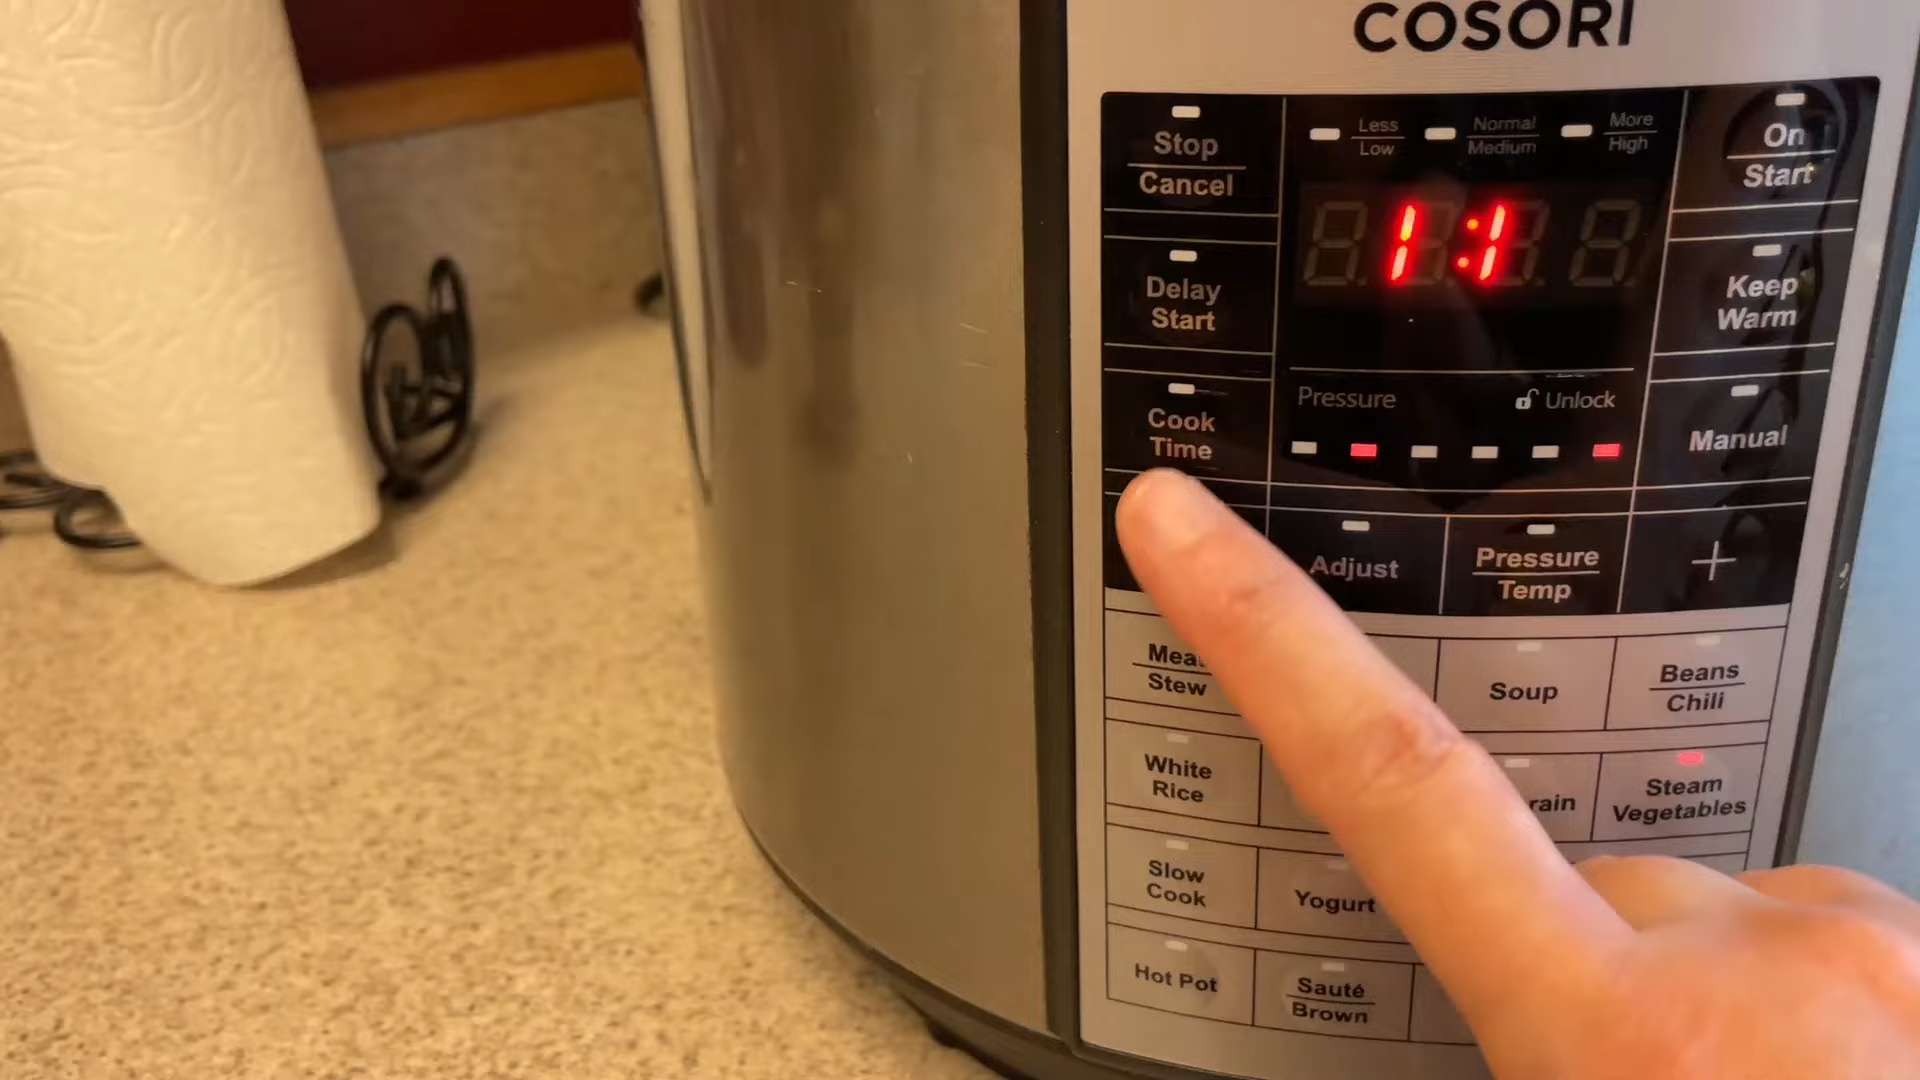 COSORI
Stop
Cancel
Less
Low
Normal
Medium
More
High
On
Start
1:1
Delay
Start
Keep
Warm
Cook
Time
Pressure
Unlock
Manual
Adjust
Pressure
Temp
+
Stew
Soup
Beans
Chili
White
Rice
Steam
Vegetables
Slow
Cook
Yogurt
Hot Pot
Sauté
Brown